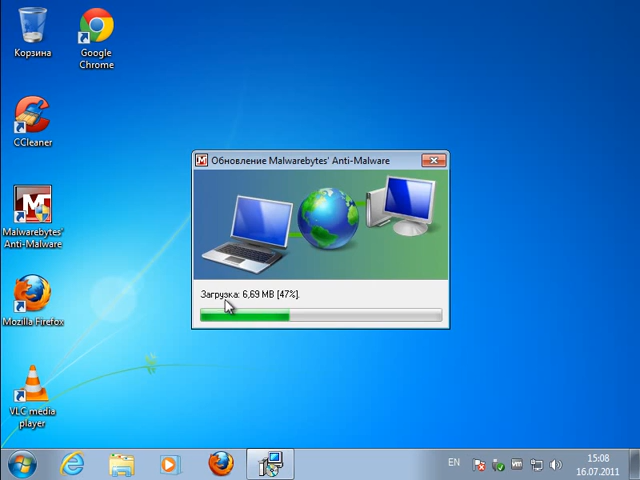 Корзина
Google
Chrome
CCleaner
Malwarebytes'
Anti-Malware
Mozilla Firefox
VLC media
player
Обновление Malwarebytes' Anti-Malware
Загрузка: 6,69 MB [47%].
EN
15:08
16.07.2011